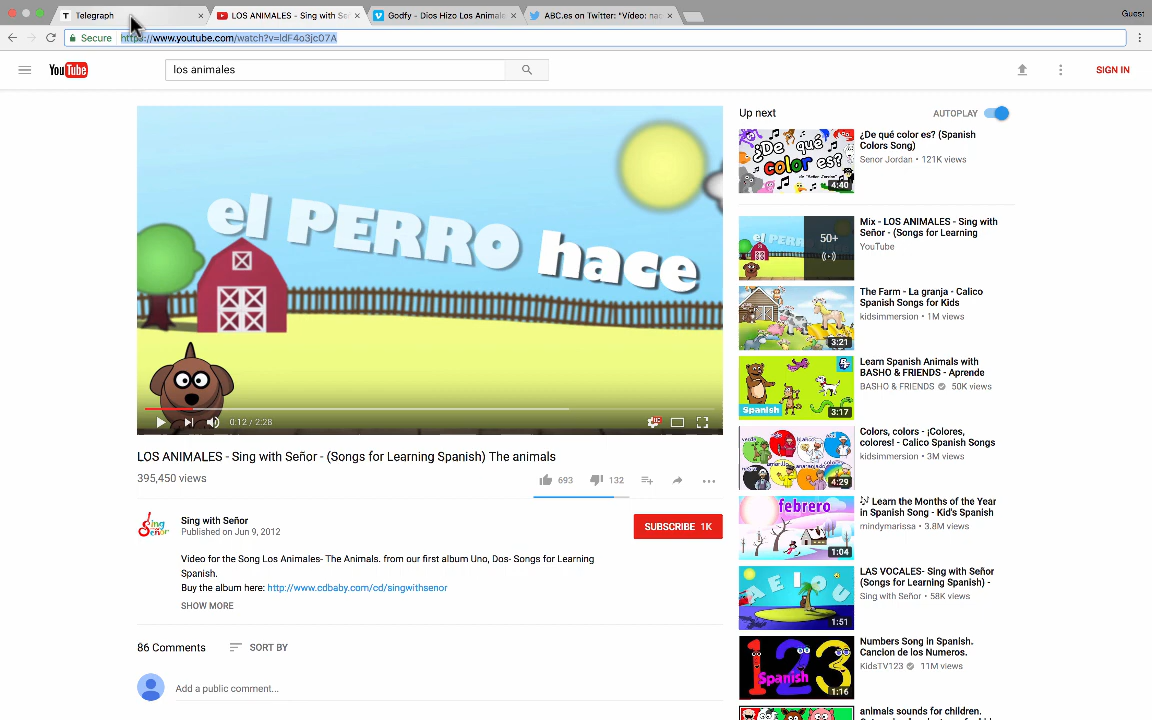 Telegraph
LOS ANIMALES - Sing with Se
Godfy - Dios Hizo Los Animale
ABC.es on Twitter: "Vídeo: nac
Guest
Secure
https://www.youtube.com/watch?v=IdF4o3jc07A
YouTube
los animales
SIGN IN
el PERRO hace
0:12 / 2:28
LOS ANIMALES - Sing with Señor - (Songs for Learning Spanish) The animals
395,450 views
693
132
Sing with Señor
Published on Jun 9, 2012
SUBSCRIBE 1K
Video for the Song Los Animales- The Animals. from our first album Uno, Dos- Songs for Learning
Spanish.
Buy the album here: http://www.cdbaby.com/cd/singwithsenor
SHOW MORE
86 Comments
SORT BY
Add a public comment...
Up next
AUTOPLAY
¿De qué color es?
4:40
¿De qué color es? (Spanish
Colors Song)
Senor Jordan • 121K views
50+
Mix - LOS ANIMALES - Sing with
Señor - (Songs for Learning
YouTube
3:21
The Farm - La granja - Calico
Spanish Songs for Kids
kidsimmersion • 1M views
Spanish
3:17
Learn Spanish Animals with
BASHO & FRIENDS - Aprende
BASHO & FRIENDS • 50K views
4:29
Colors, colors - ¡Colores,
colores! - Calico Spanish Songs
kidsimmersion • 3M views
febrero
1:04
Learn the Months of the Year
in Spanish Song - Kid's Spanish
mindymarissa • 3.8M views
A E I O U
1:51
LAS VOCALES- Sing with Señor
(Songs for Learning Spanish) -
Sing with Señor • 58K views
123
Spanish
1:16
Numbers Song in Spanish.
Cancion de los Numeros.
KidsTV123 • 11M views
animals sounds for children.